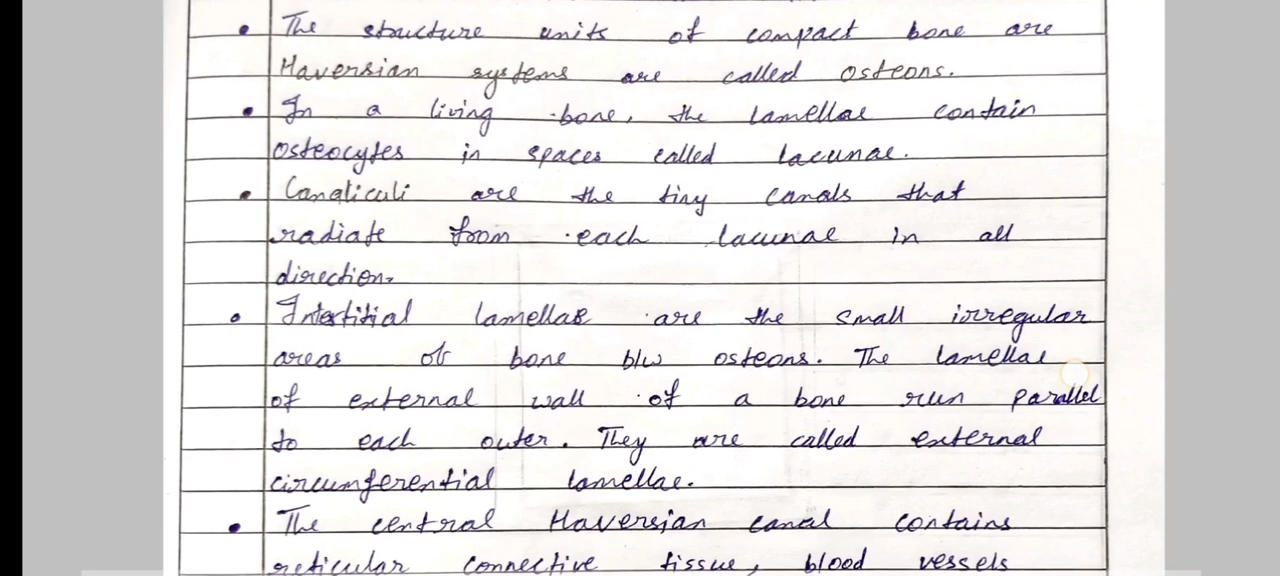 The structure units of compact bone are
Haversian systems are called osteons.
In a living bone, the lamellae contain
osteocytes in spaces called lacunae.
Canaliculi are the tiny canals that
radiate from each lacunae in all
direction.
Intertitial lamellae are the small irregular
areas of bone b/w osteons. The lamellae
of external wall of a bone run parallel
to each outer. They are called external
circumferential lamellae.
The central Haversian canal contains
reticular connective tissue, blood vessels